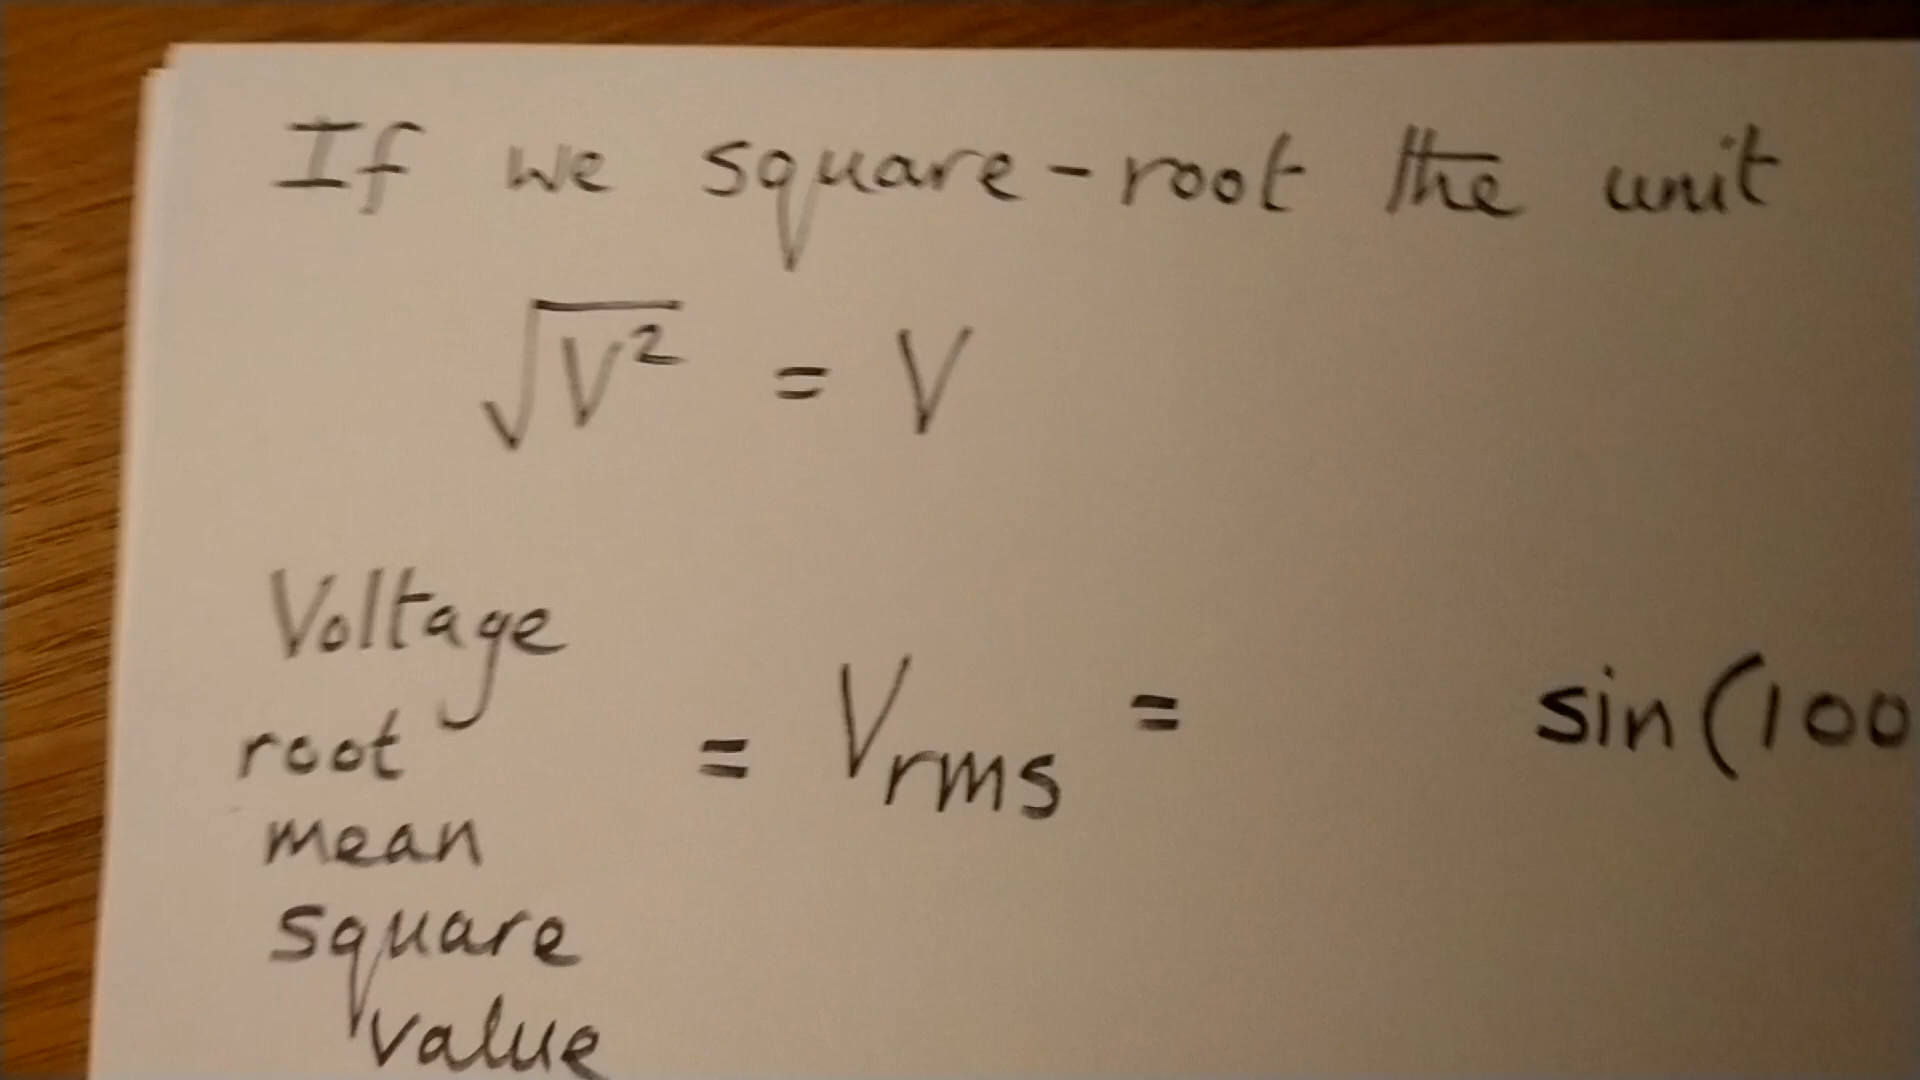 If we square-root the unit
√V² = V
Voltage
root
mean
square
value
= Vrms = sin(100